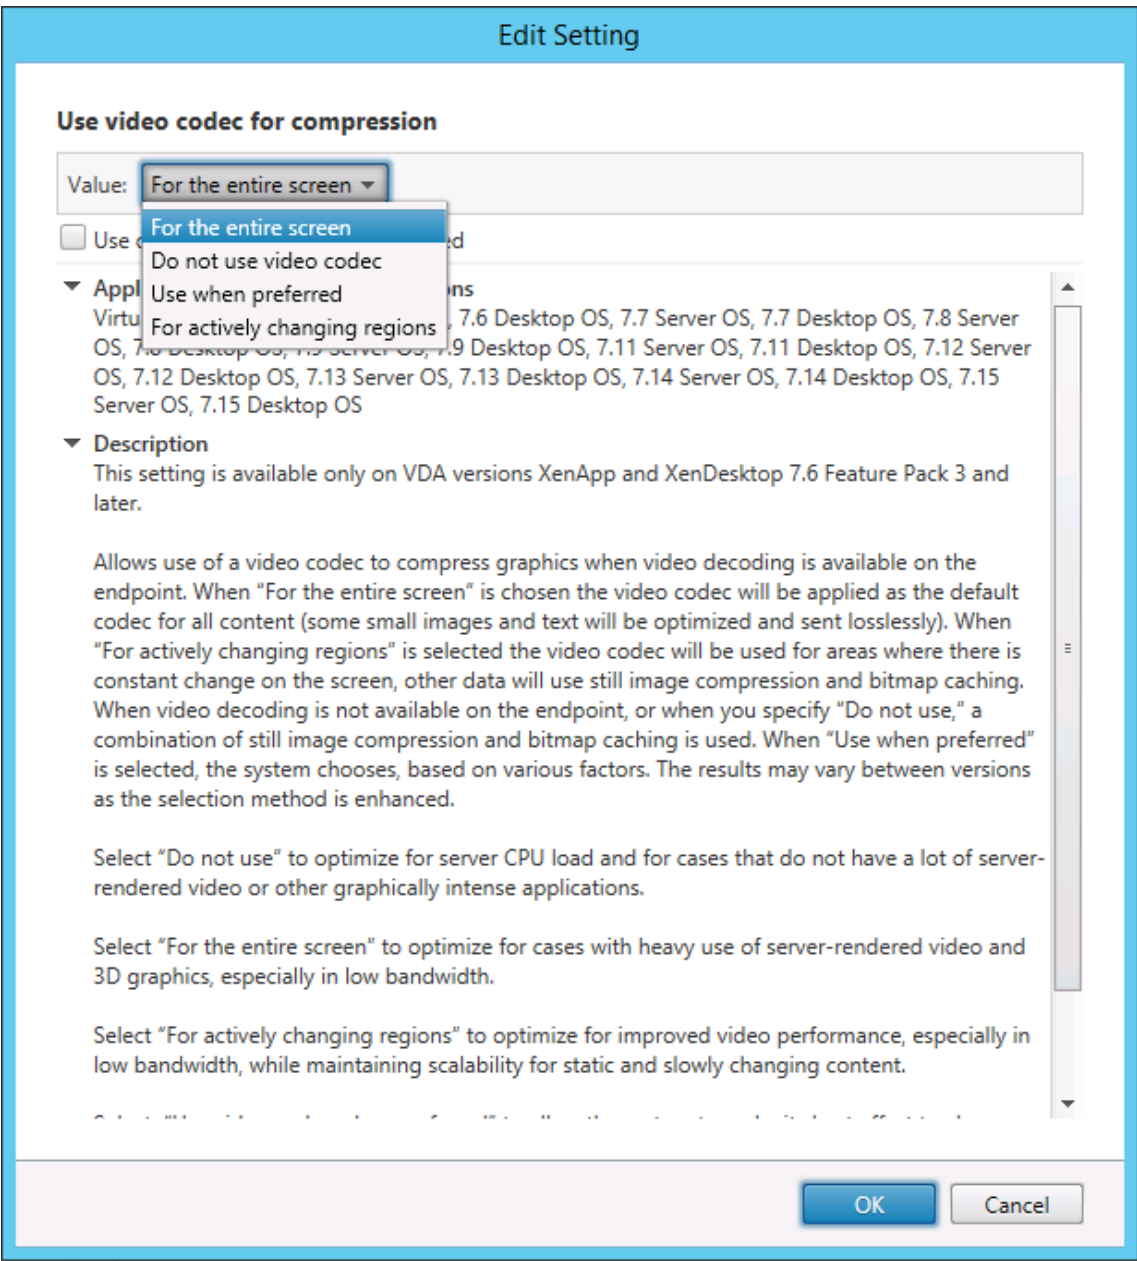 Edit Setting
Use video codec for compression
Value: For the entire screen
For the entire screen
Do not use video codec
Use when preferred
For actively changing regions
Use
Virtu 7.6 Desktop OS, 7.7 Server OS, 7.7 Desktop OS, 7.8 Server
OS, 7.8 Desktop OS, 7.9 Server OS, 7.9 Desktop OS, 7.11 Server OS, 7.11 Desktop OS, 7.12 Server
OS, 7.12 Desktop OS, 7.13 Server OS, 7.13 Desktop OS, 7.14 Server OS, 7.14 Desktop OS, 7.15
Server OS, 7.15 Desktop OS
Description
This setting is available only on VDA versions XenApp and XenDesktop 7.6 Feature Pack 3 and
later.
Allows use of a video codec to compress graphics when video decoding is available on the
endpoint. When “For the entire screen” is chosen the video codec will be applied as the default
codec for all content (some small images and text will be optimized and sent losslessly). When
“For actively changing regions” is selected the video codec will be used for areas where there is
constant change on the screen, other data will use still image compression and bitmap caching.
When video decoding is not available on the endpoint, or when you specify “Do not use,” a
combination of still image compression and bitmap caching is used. When “Use when preferred”
is selected, the system chooses, based on various factors. The results may vary between versions
as the selection method is enhanced.
Select “Do not use” to optimize for server CPU load and for cases that do not have a lot of server-
rendered video or other graphically intense applications.
Select “For the entire screen” to optimize for cases with heavy use of server-rendered video and
3D graphics, especially in low bandwidth.
Select “For actively changing regions” to optimize for improved video performance, especially in
low bandwidth, while maintaining scalability for static and slowly changing content.
OK
Cancel